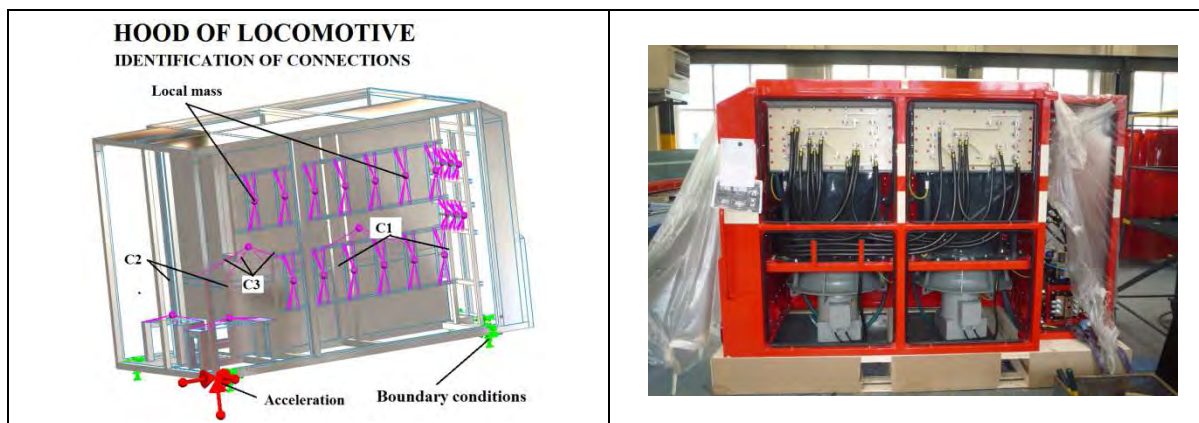 HOOD OF LOCOMOTIVE
IDENTIFICATION OF CONNECTIONS
Local mass
C1
C2
C3
Acceleration
Boundary conditions